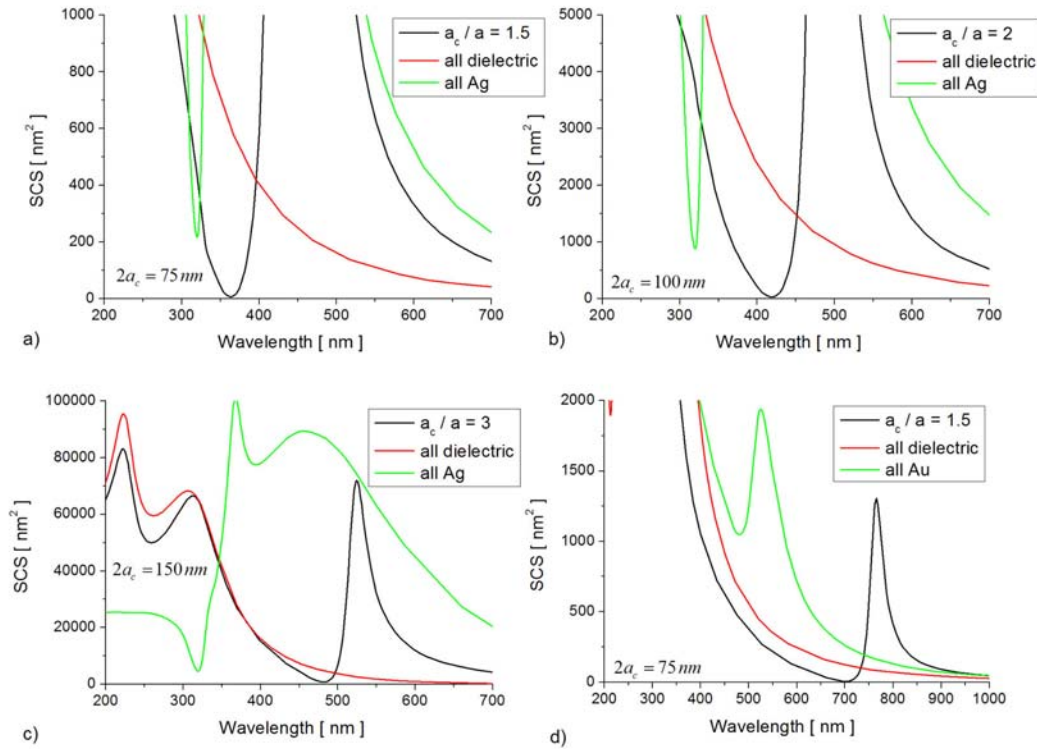 1000
800
600
400
200
0
SCS [ nm²]
a_c / a = 1.5
all dielectric
all Ag
2a_c = 75 nm
200 300 400 500 600 700
Wavelength [ nm]
a)
5000
4000
3000
2000
1000
0
SCS [ nm²]
a_c / a = 2
all dielectric
all Ag
2a_c = 100 nm
200 300 400 500 600 700
Wavelength [ nm]
b)
100000
80000
60000
40000
20000
0
SCS [ nm²]
a_c / a = 3
all dielectric
all Ag
2a_c = 150 nm
200 300 400 500 600 700
Wavelength [ nm]
c)
2000
1500
1000
500
0
SCS [ nm²]
a_c / a = 1.5
all dielectric
all Au
2a_c = 75 nm
200 300 400 500 600 700 800 900 1000
Wavelength [ nm]
d)